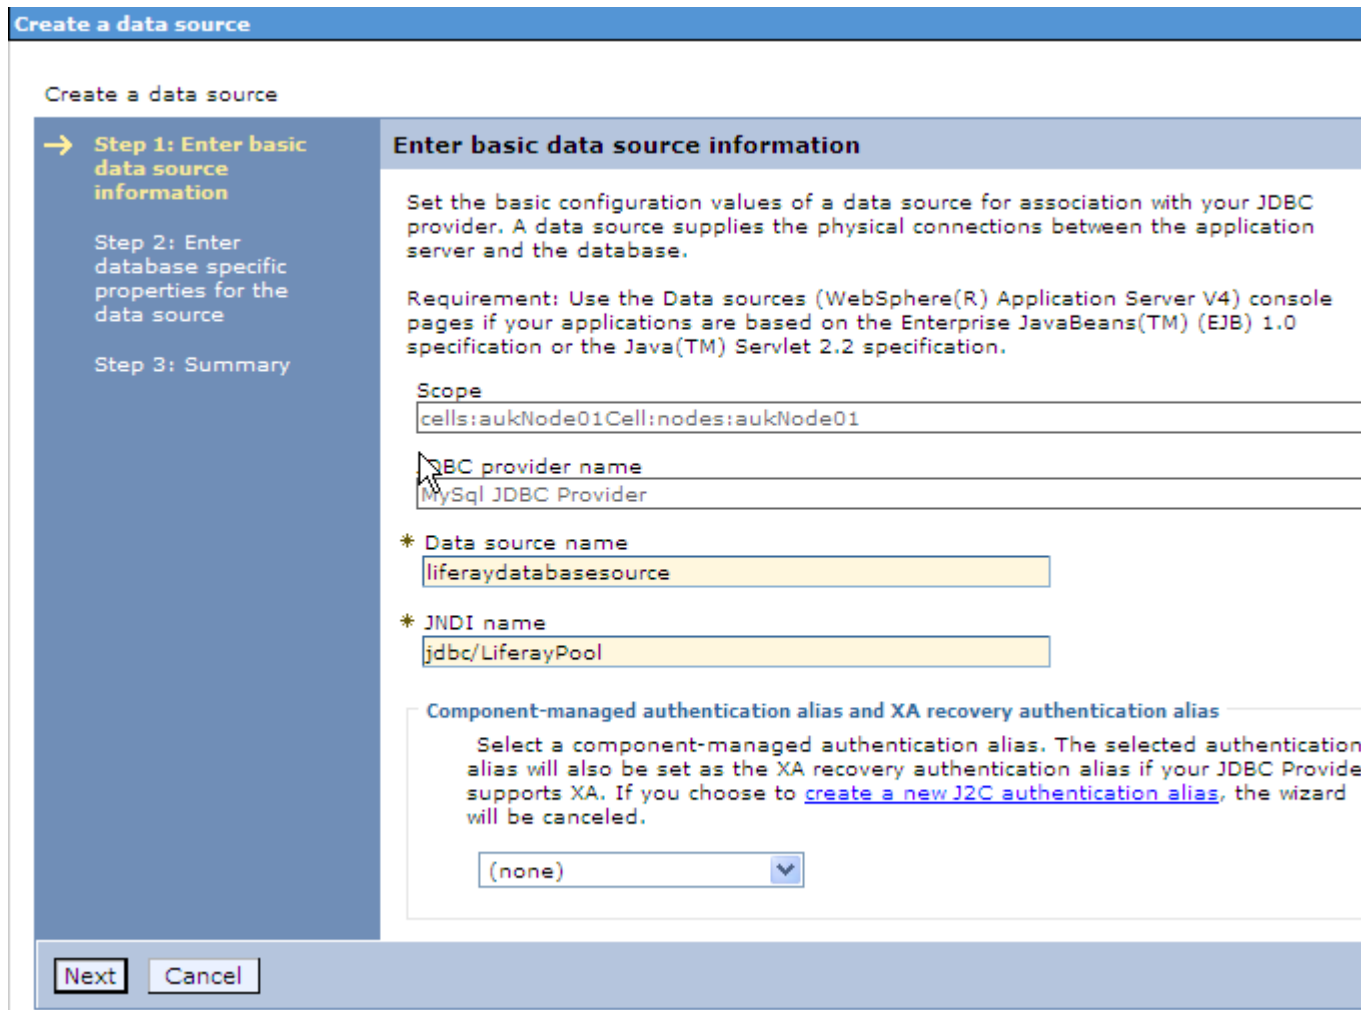 Create a data source
Create a data source
Step 1: Enter basic
data source
information
Step 2: Enter
database specific
properties for the
data source
Step 3: Summary
Enter basic data source information
Set the basic configuration values of a data source for association with your JDBC
provider. A data source supplies the physical connections between the application
server and the database.
Requirement: Use the Data sources (WebSphere(R) Application Server V4) console
pages if your applications are based on the Enterprise JavaBeans(TM) (EJB) 1.0
specification or the Java(TM) Servlet 2.2 specification.
Scope
cells:aukNode01Cell:nodes:aukNode01
JDBC provider name
MySql JDBC Provider
* Data source name
liferaydatabasesource
* JNDI name
jdbc/LiferayPool
Component-managed authentication alias and XA recovery authentication alias
Select a component-managed authentication alias. The selected authentication
alias will also be set as the XA recovery authentication alias if your JDBC Provide
supports XA. If you choose to create a new J2C authentication alias, the wizard
will be canceled.
(none)
Next Cancel